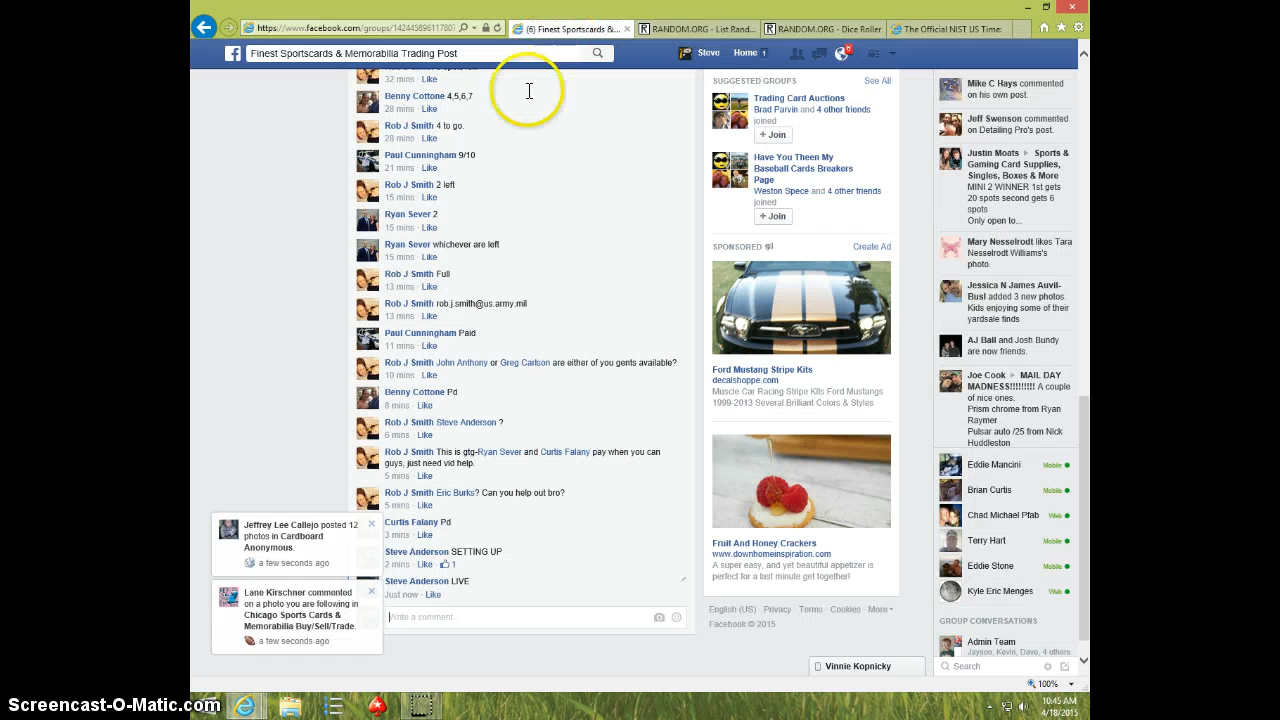 https://www.facebook.com/groups/142445896117807
(6) Finest Sportscards &...
RANDOM.ORG - List Rand...
RANDOM.ORG - Dice Roller
The Official NIST US Time:
Finest Sportscards & Memorabilia Trading Post
Steve
Home 1
6
32 mins · Like
Benny Cottone 4,5,6,7
28 mins · Like
Rob J Smith 4 to go.
28 mins · Like
Paul Cunningham 9/10
21 mins · Like
Rob J Smith 2 left
15 mins · Like
Ryan Sever 2
15 mins · Like
Ryan Sever whichever are left
15 mins · Like
Rob J Smith Full
13 mins · Like
Rob J Smith rob.j.smith@us.army.mil
13 mins · Like
Paul Cunningham Paid
11 mins · Like
Rob J Smith John Anthony or Greg Carlson are either of you gents available?
10 mins · Like
Benny Cottone Pd
8 mins · Like
Rob J Smith Steve Anderson ?
6 mins · Like
Rob J Smith This is gtg-Ryan Sever and Curtis Falany pay when you can
guys, just need vid help.
5 mins · Like
Rob J Smith Eric Burks? Can you help out bro?
5 mins · Like
Curtis Falany Pd
3 mins · Like
Steve Anderson SETTING UP
2 mins · Like · 1
Steve Anderson LIVE
Just now · Like
Write a comment...
Jeffrey Lee Callejo posted 12
photos in Cardboard
Anonymous.
a few seconds ago
Lane Kirschner commented
on a photo you are following in
Chicago Sports Cards &
Memorabilia Buy/Sell/Trade.
a few seconds ago
SUGGESTED GROUPS
See All
Trading Card Auctions
Brad Parvin and 4 other friends
joined
+ Join
Have You Theen My
Baseball Cards Breakers
Page
Weston Spece and 4 other friends
joined
+ Join
SPONSORED
Create Ad
Ford Mustang Stripe Kits
decalshoppe.com
Muscle Car Racing Stripe Kits Ford Mustangs
1999-2013 Several Brilliant Colors & Styles
Fruit And Honey Crackers
www.downhomeinspiration.com
A super, easy, and yet beautiful appetizer is
perfect for a last minute get together!
English (US) · Privacy · Terms · Cookies · More
Facebook © 2015
Mike C Hays commented
on his own post.
Jeff Swenson commented
on Detailing Pro's post.
Justin Moats ▸ Sports &
Gaming Card Supplies,
Singles, Boxes & More
MINI 2 WINNER 1st gets
20 spots second gets 6
spots
Only open to...
Mary Nesselrodt likes Tara
Nesselrodt Williams's
photo.
Jessica N James Auvil-
Busl added 3 new photos.
Kids enjoying some of their
yardsale finds
AJ Ball and Josh Bundy
are now friends.
Joe Cook ▸ MAIL DAY
MADNESS!!!!!!!!! A couple
of nice ones.
Prism chrome from Ryan
Raymer
Pulsar auto /25 from Nick
Huddleston
Eddie Mancini Mobile
Brian Curtis Mobile
Chad Michael Pfab Web
Terry Hart Mobile
Eddie Stone Mobile
Kyle Eric Menges Web
GROUP CONVERSATIONS
Admin Team
Jayson, Kevin, Dave, 4 others
Search
Vinnie Kopnicky
100%
10:45 AM
4/18/2015
Screencast-O-Matic.com